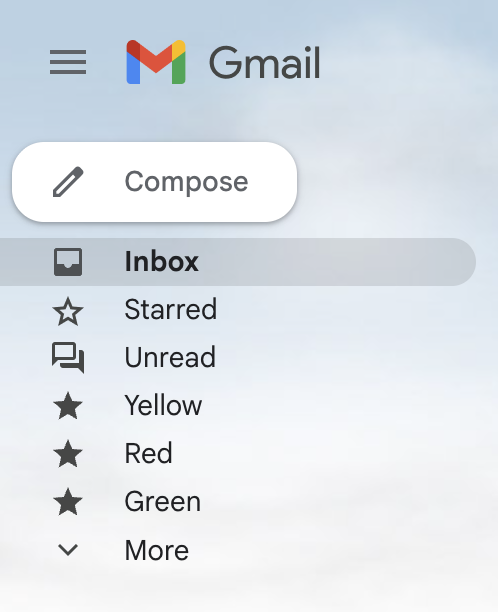 Gmail
Compose
Inbox
Starred
Unread
Yellow
Red
Green
More